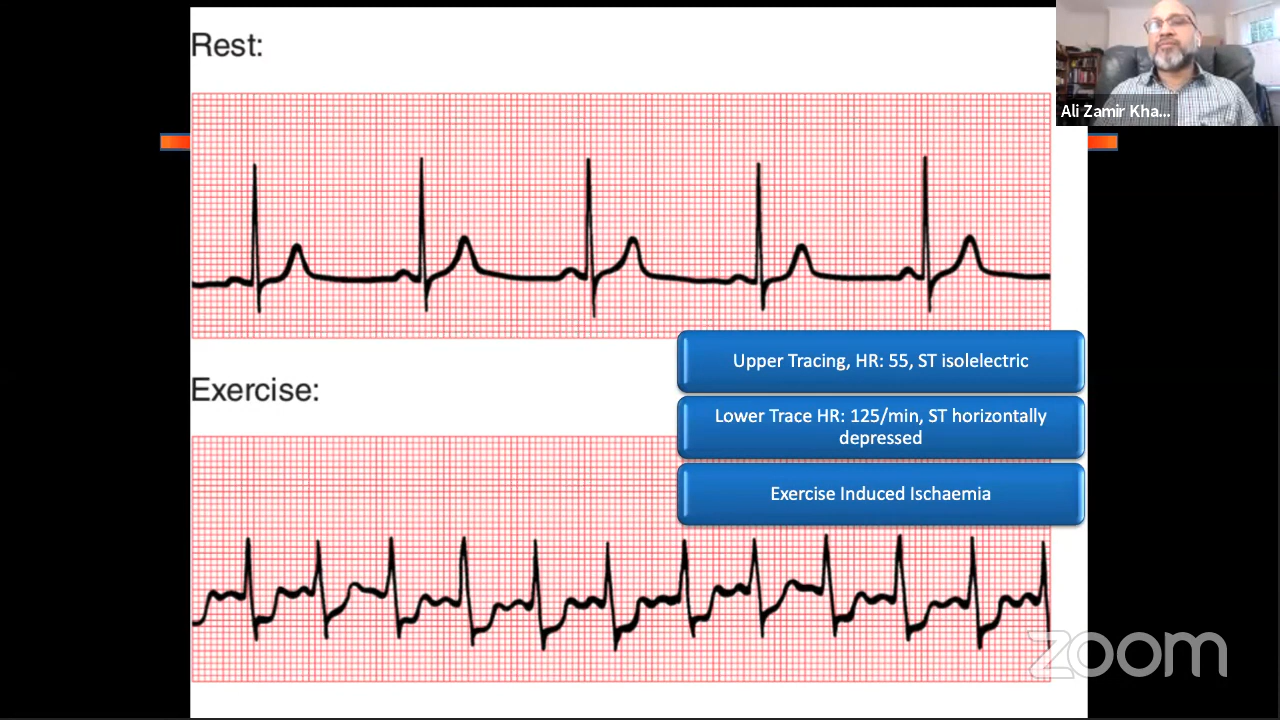 Rest:
Ali Zamir Kha...
Upper Tracing, HR: 55, ST isolelectric
Exercise:
Lower Trace HR: 125/min, ST horizontally
depressed
Exercise Induced Ischaemia
zoom